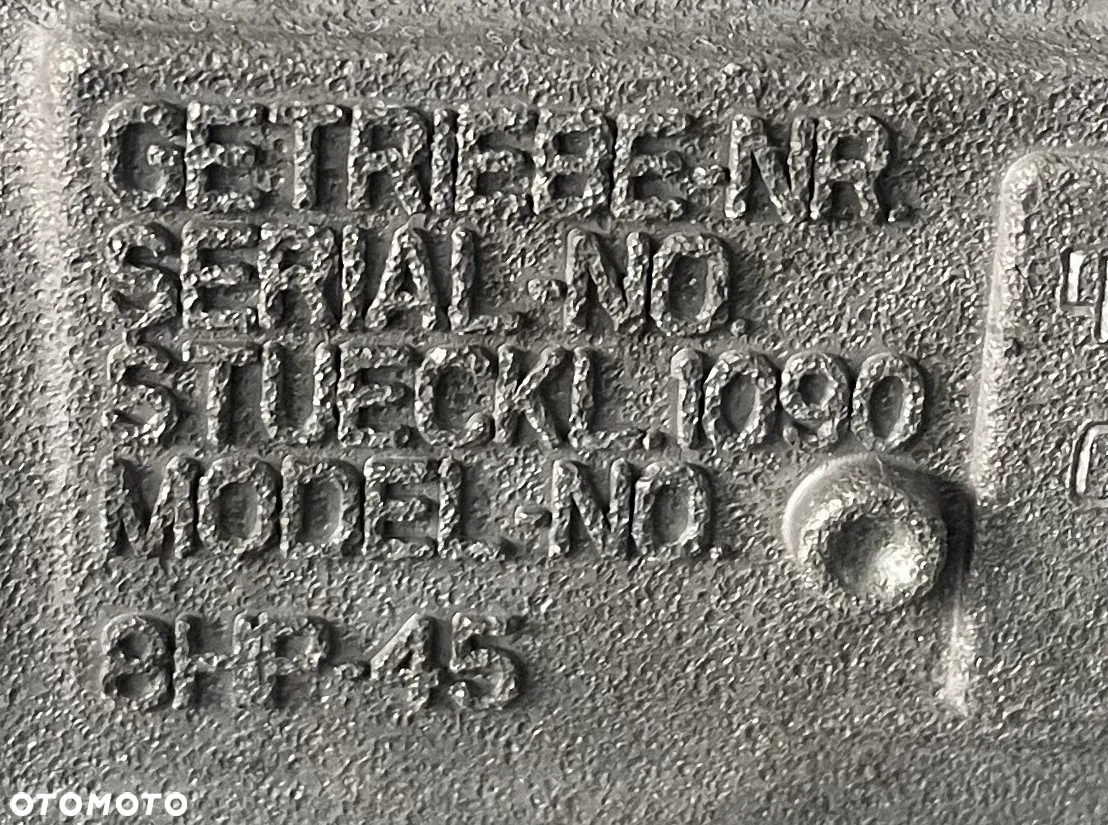 GETRIEBE-NR.
SERIAL-NO.
STUECKL.1090
MODEL-NO.
8HP-45
OTOMOTO